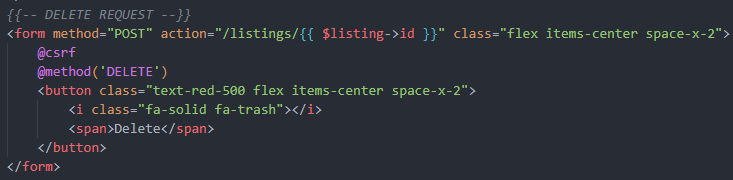 {{-- DELETE REQUEST --}}
<form method="POST" action="/listings/{{ $listing->id }}" class="flex items-center space-x-2">
    @csrf
    @method('DELETE')
    <button class="text-red-500 flex items-center space-x-2">
        <i class="fa-solid fa-trash"></i>
        <span>Delete</span>
    </button>
</form>